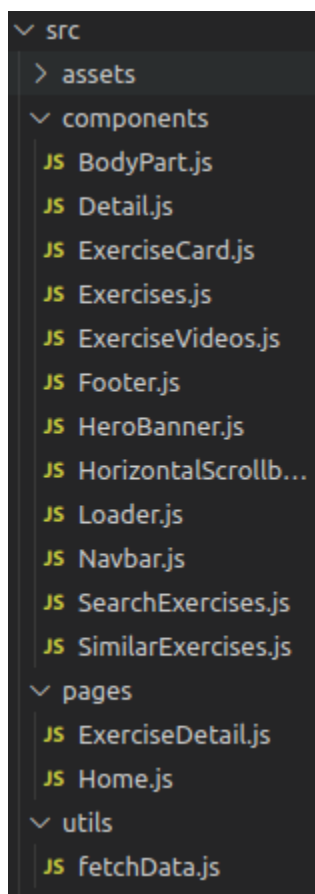 src
assets
components
JS BodyPart.js
JS Detail.js
JS ExerciseCard.js
JS Exercises.js
JS ExerciseVideos.js
JS Footer.js
JS HeroBanner.js
JS HorizontalScrollb...
JS Loader.js
JS Navbar.js
JS SearchExercises.js
JS SimilarExercises.js
pages
JS ExerciseDetail.js
JS Home.js
utils
JS fetchData.js